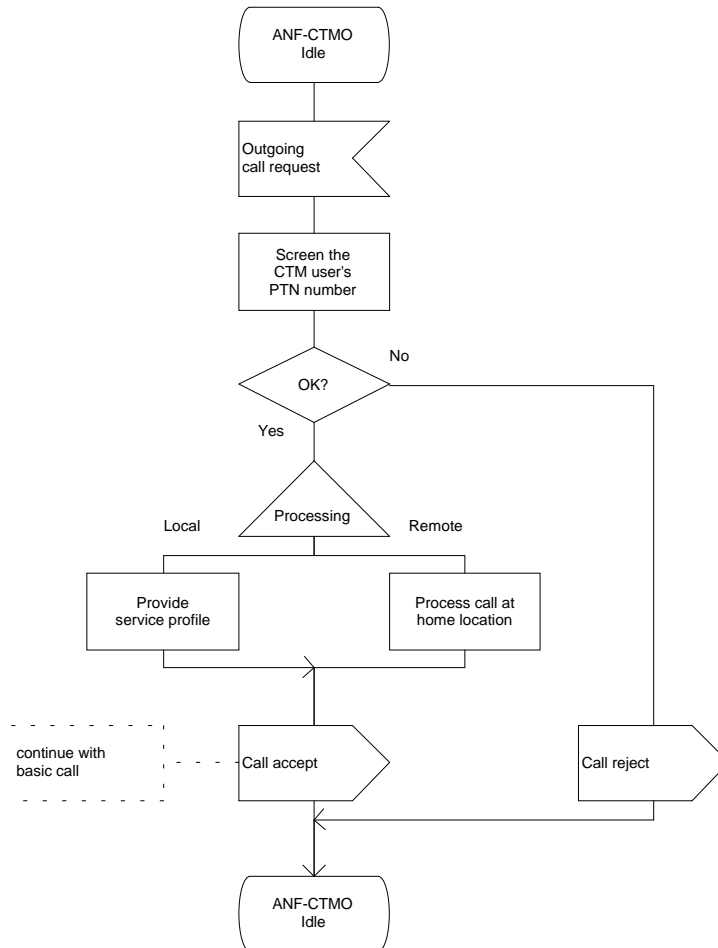 ANF-CTMO
Idle
Outgoing
call request
Screen the
CTM user's
PTN number
No
OK?
Yes
Processing
Local
Remote
Provide
service profile
Process call at
home location
continue with
basic call
Call accept
Call reject
ANF-CTMO
Idle